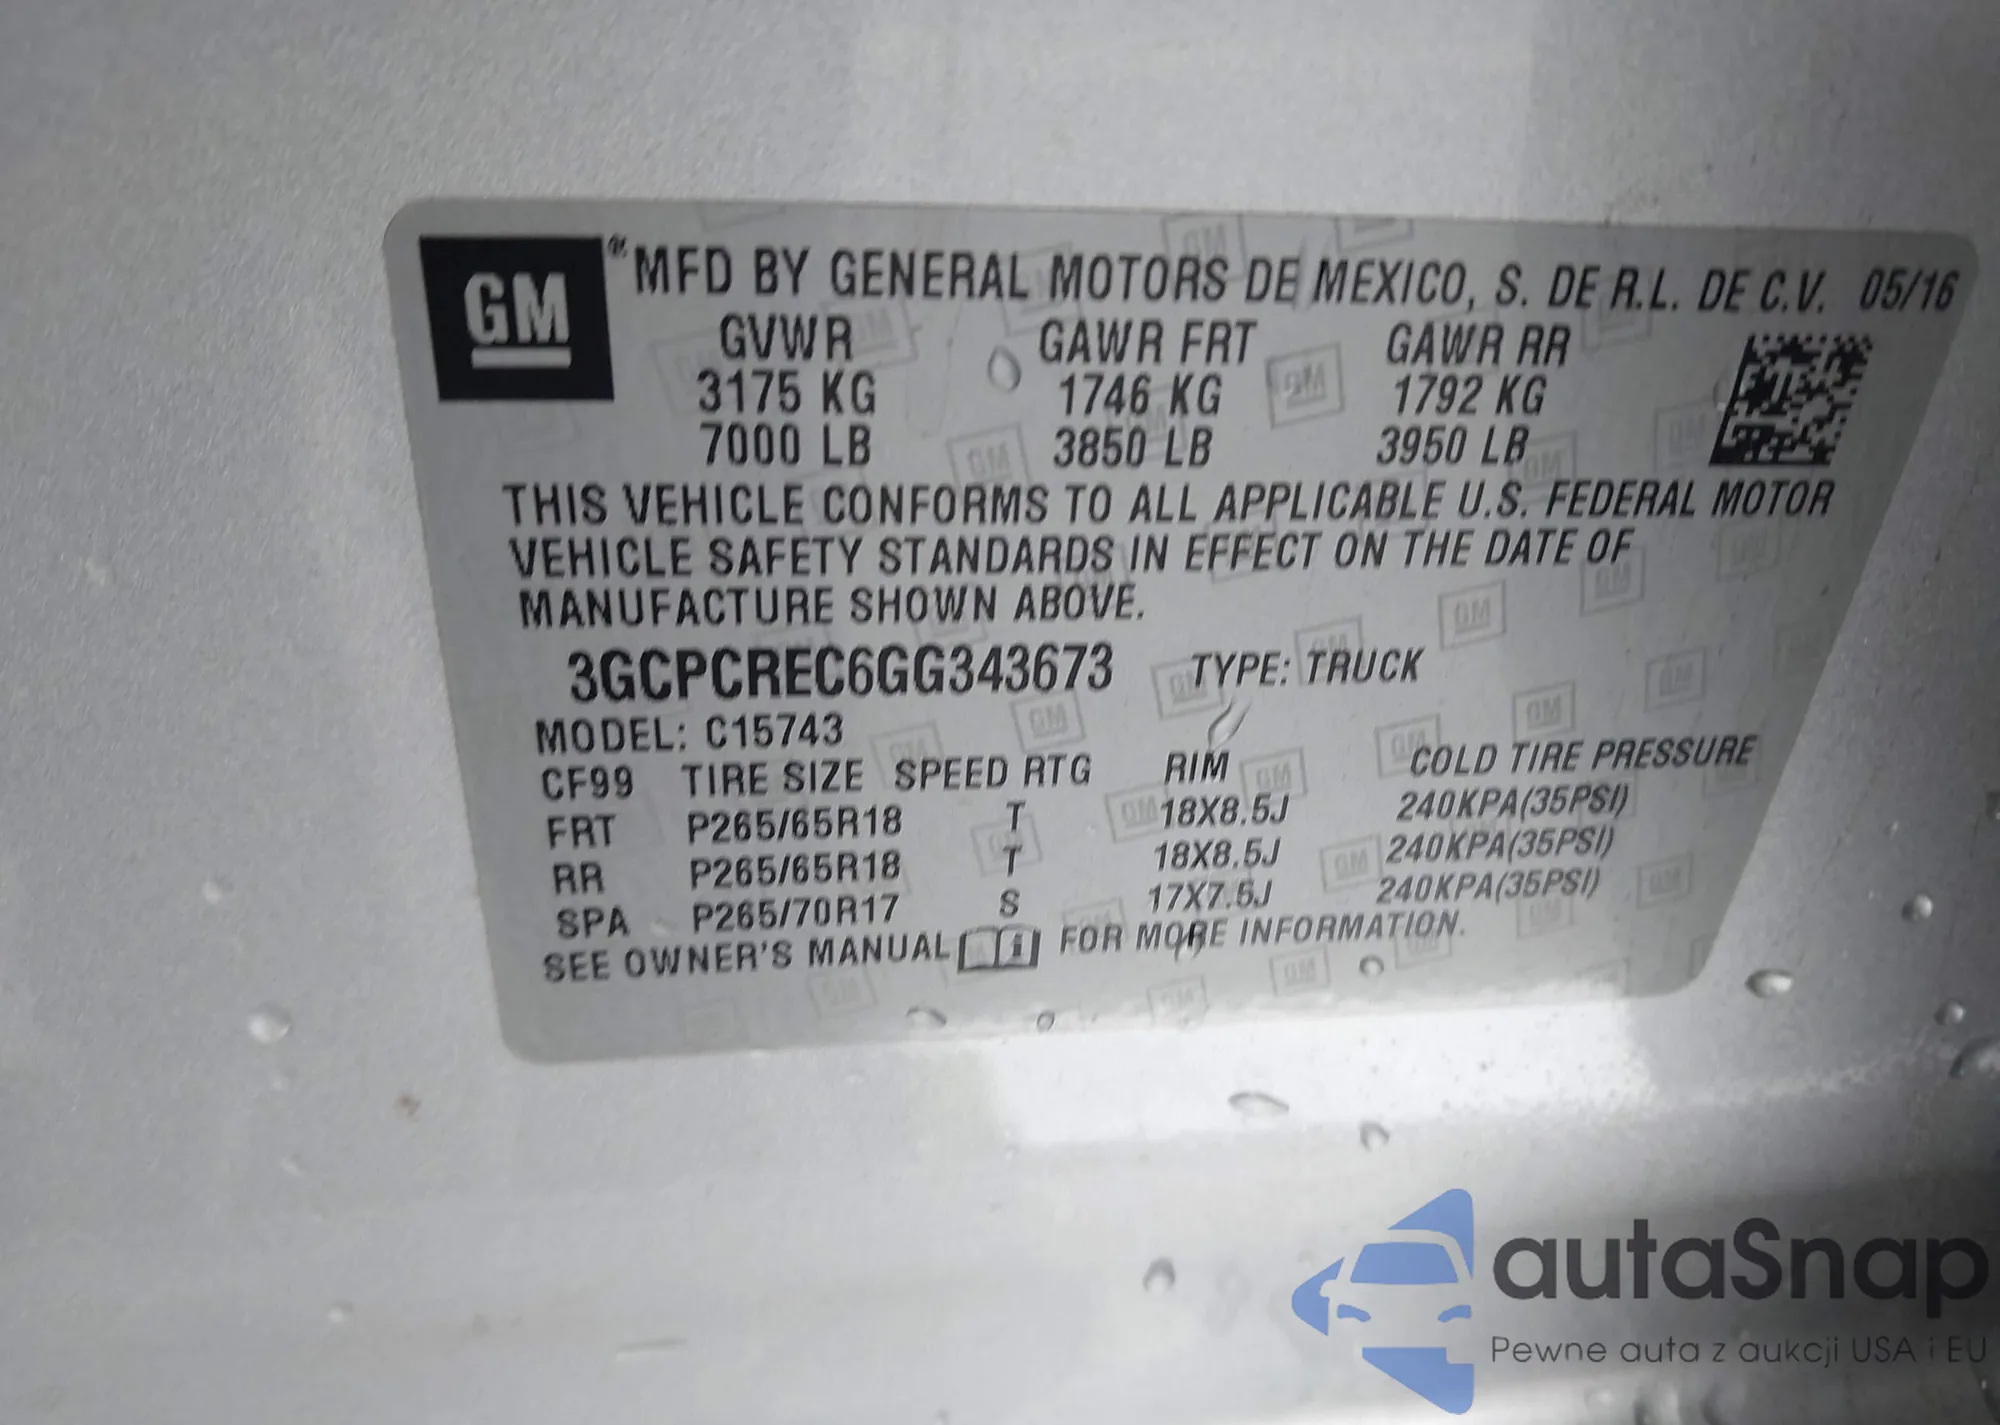 GM ® MFD BY GENERAL MOTORS DE MEXICO, S. DE R.L. DE C.V. 05/16
GVWR GAWR FRT GAWR RR
3175 KG 1746 KG 1792 KG
7000 LB 3850 LB 3950 LB
THIS VEHICLE CONFORMS TO ALL APPLICABLE U.S. FEDERAL MOTOR
VEHICLE SAFETY STANDARDS IN EFFECT ON THE DATE OF
MANUFACTURE SHOWN ABOVE.
3GCPCREC6GG343673 TYPE: TRUCK
MODEL: C15743
CF99 TIRE SIZE SPEED RTG RIM COLD TIRE PRESSURE
FRT P265/65R18 T 18X8.5J 240KPA(35PSI)
RR P265/65R18 T 18X8.5J 240KPA(35PSI)
SPA P265/70R17 S 17X7.5J 240KPA(35PSI)
SEE OWNER'S MANUAL i FOR MORE INFORMATION.
autaSnap
Pewne auta z aukcji USA i EU